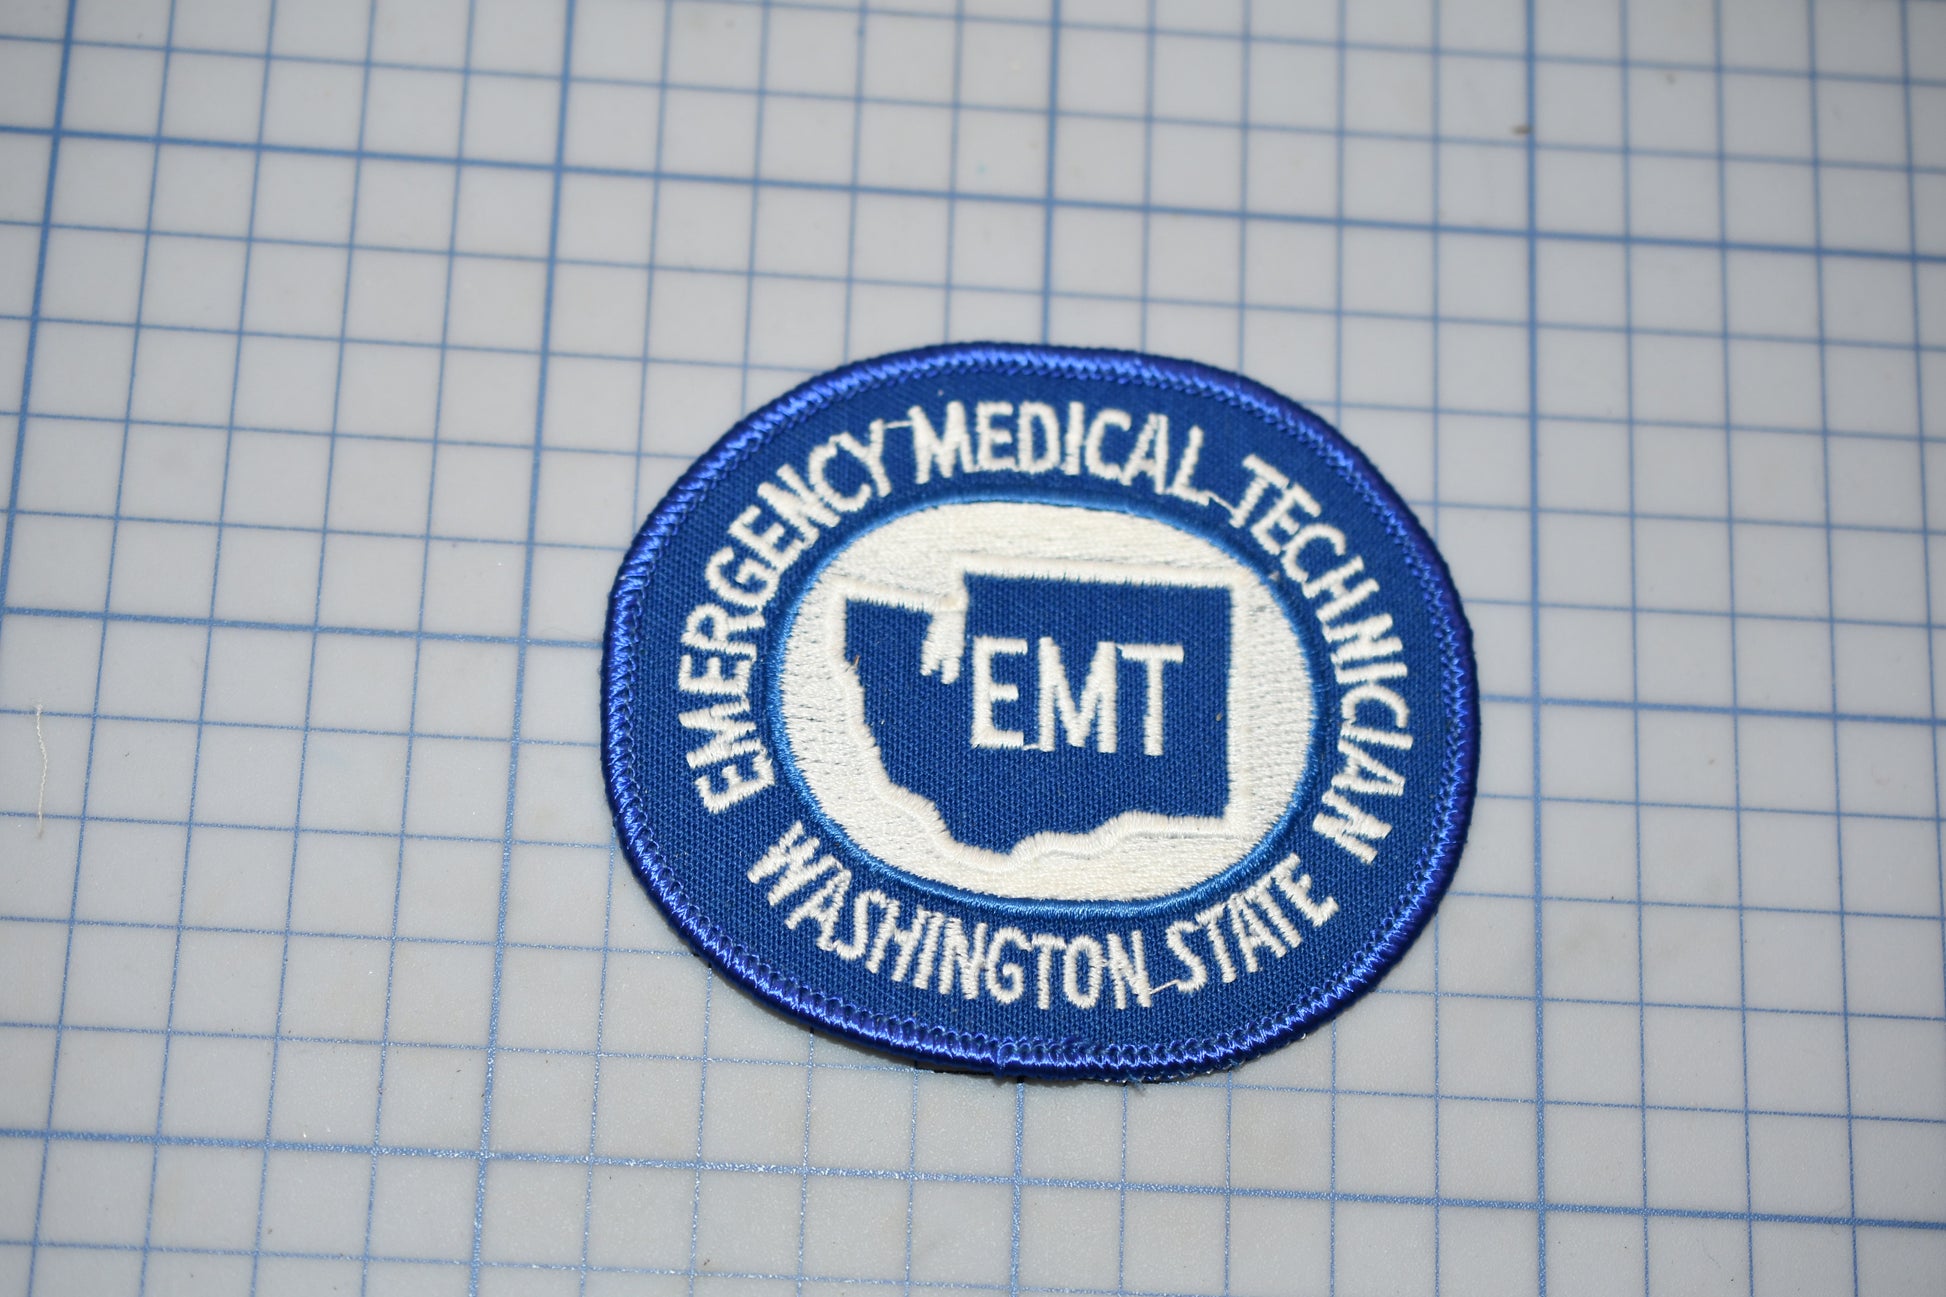 EMERGENCY MEDICAL TECHNICIAN
EMT
WASHINGTON STATE